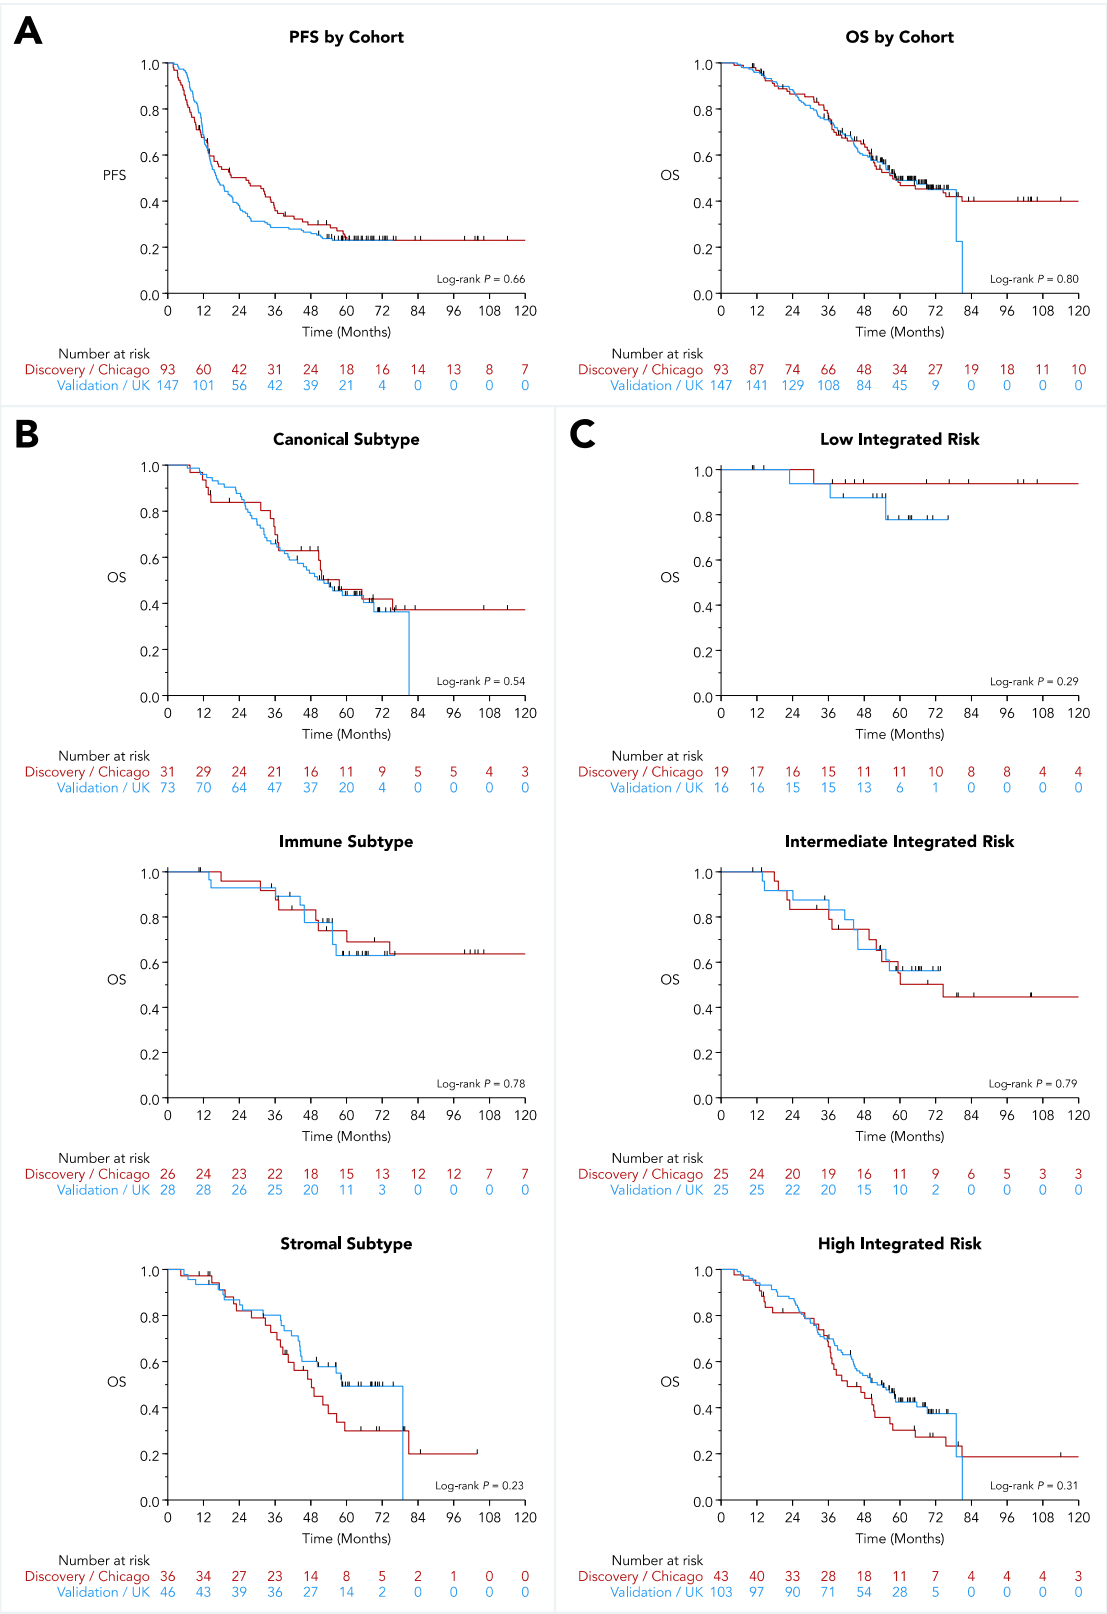 A
PFS by Cohort
1.0
0.8
0.6
PFS
0.4
0.2
0.0
Log-rank P = 0.66
0 12 24 36 48 60 72 84 96 108 120
Time (Months)
Number at risk
Discovery / Chicago 93 60 42 31 24 18 16 14 13 8 7
Validation / UK 147 101 56 42 39 21 4 0 0 0 0
OS by Cohort
1.0
0.8
0.6
OS
0.4
0.2
0.0
Log-rank P = 0.80
0 12 24 36 48 60 72 84 96 108 120
Time (Months)
Number at risk
Discovery / Chicago 93 87 74 66 48 34 27 19 18 11 10
Validation / UK 147 141 129 108 84 45 9 0 0 0 0
B
Canonical Subtype
1.0
0.8
0.6
OS
0.4
0.2
0.0
Log-rank P = 0.54
0 12 24 36 48 60 72 84 96 108 120
Time (Months)
Number at risk
Discovery / Chicago 31 29 24 21 16 11 9 5 5 4 3
Validation / UK 73 70 64 47 37 20 4 0 0 0 0
Immune Subtype
1.0
0.8
0.6
OS
0.4
0.2
0.0
Log-rank P = 0.78
0 12 24 36 48 60 72 84 96 108 120
Time (Months)
Number at risk
Discovery / Chicago 26 24 23 22 18 15 13 12 12 7 7
Validation / UK 28 28 26 25 20 11 3 0 0 0 0
Stromal Subtype
1.0
0.8
0.6
OS
0.4
0.2
0.0
Log-rank P = 0.23
0 12 24 36 48 60 72 84 96 108 120
Time (Months)
Number at risk
Discovery / Chicago 36 34 27 23 14 8 5 2 1 0 0
Validation / UK 46 43 39 36 27 14 2 0 0 0 0
C
Low Integrated Risk
1.0
0.8
0.6
OS
0.4
0.2
0.0
Log-rank P = 0.29
0 12 24 36 48 60 72 84 96 108 120
Time (Months)
Number at risk
Discovery / Chicago 19 17 16 15 11 11 10 8 8 4 4
Validation / UK 16 16 15 15 13 6 1 0 0 0 0
Intermediate Integrated Risk
1.0
0.8
0.6
OS
0.4
0.2
0.0
Log-rank P = 0.79
0 12 24 36 48 60 72 84 96 108 120
Time (Months)
Number at risk
Discovery / Chicago 25 24 20 19 16 11 9 6 5 3 3
Validation / UK 25 25 22 20 15 10 2 0 0 0 0
High Integrated Risk
1.0
0.8
0.6
OS
0.4
0.2
0.0
Log-rank P = 0.31
0 12 24 36 48 60 72 84 96 108 120
Time (Months)
Number at risk
Discovery / Chicago 43 40 33 28 18 11 7 4 4 4 3
Validation / UK 103 97 90 71 54 28 5 0 0 0 0